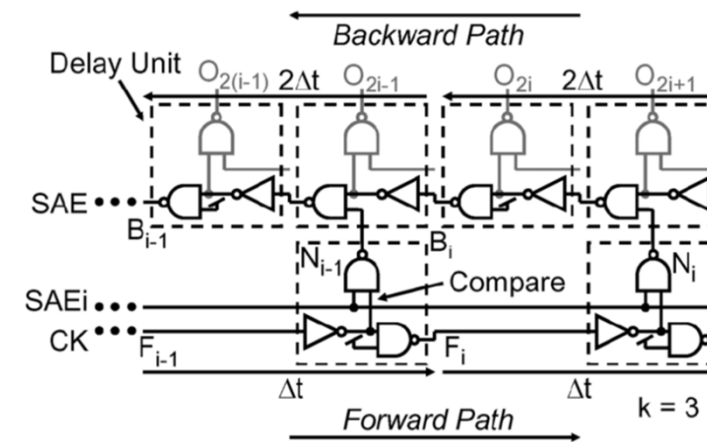 Backward Path
Delay Unit
O2(i-1) 2Δt O2i-1 O2i 2Δt O2i+1
SAE
Bi-1
Ni-1 Bi Ni
Compare
SAEi
CK
Fi-1 Fi
Δt Δt
k = 3
Forward Path